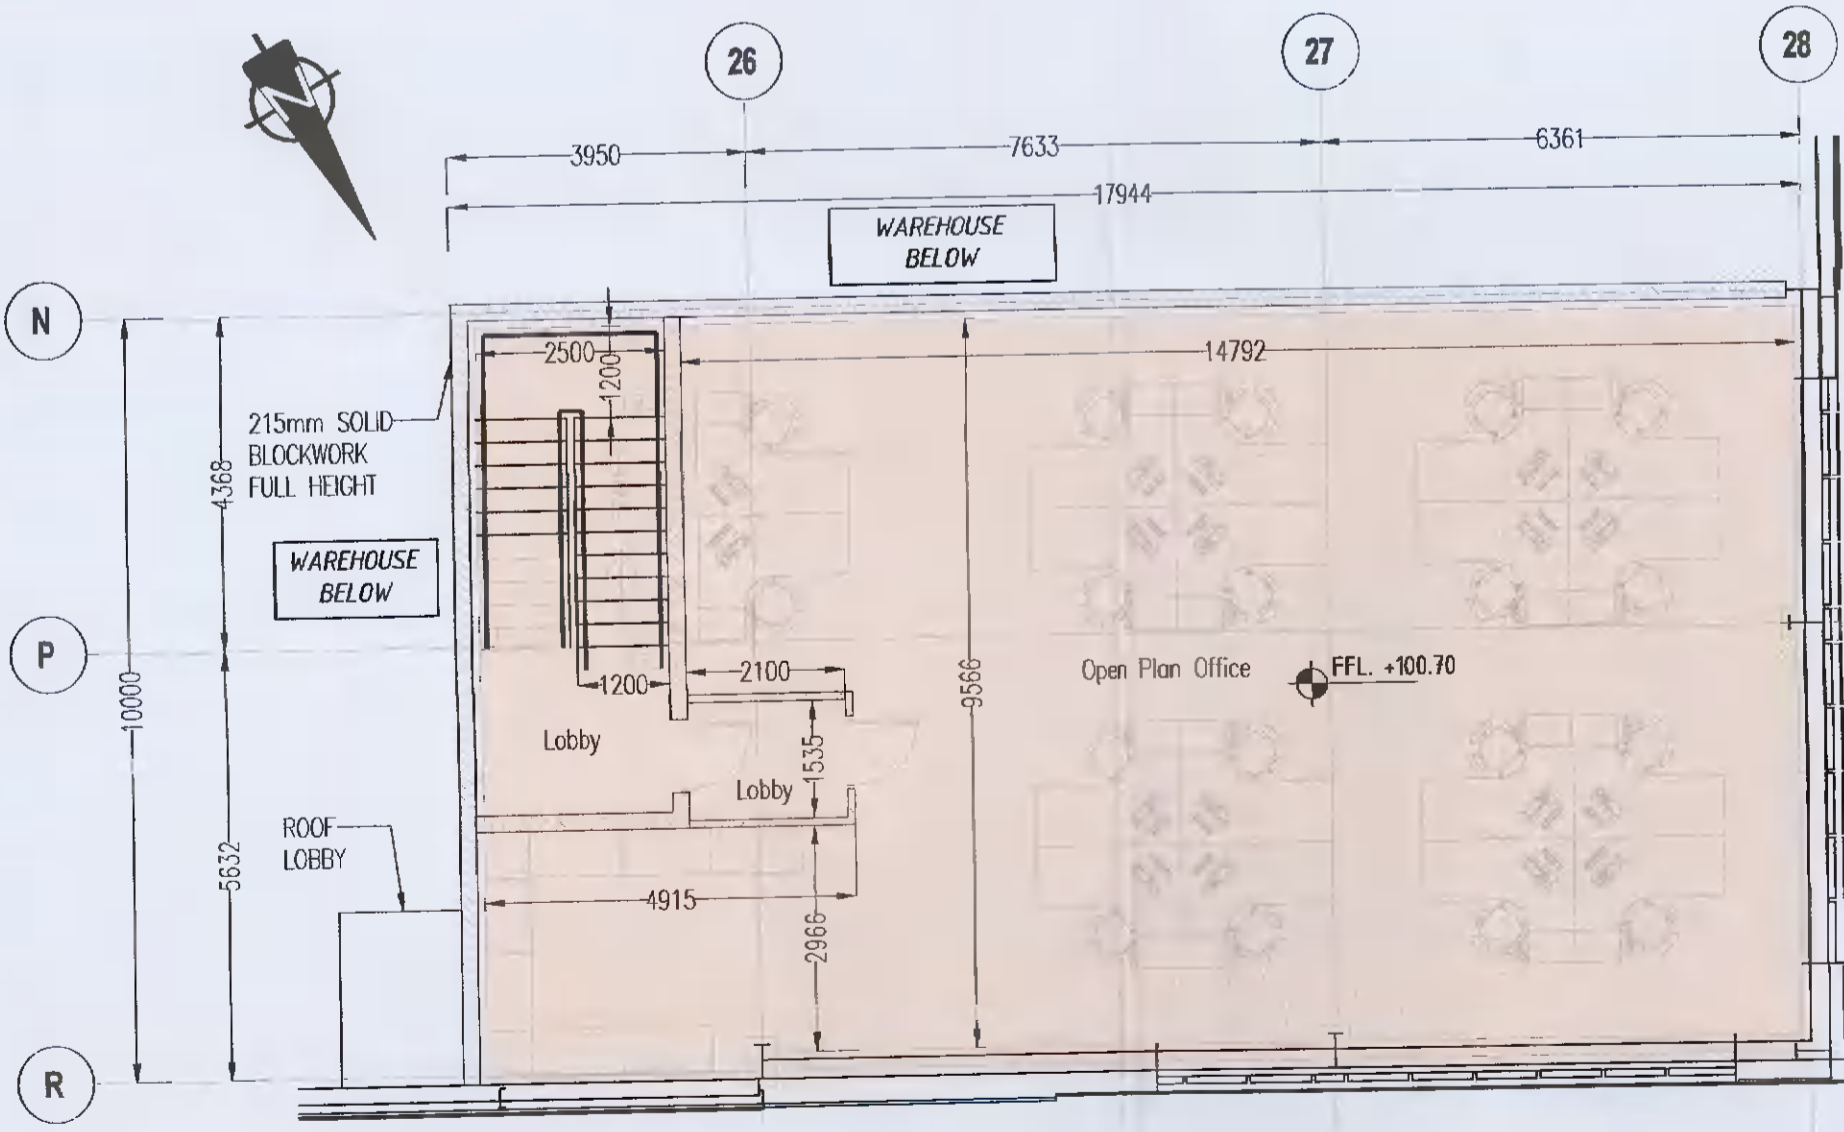 26
27
28
N
3950
7633
6361
17944
WAREHOUSE
BELOW
N
2500
1200
14792
215mm SOLID
BLOCKWORK
FULL HEIGHT
4368
WAREHOUSE
BELOW
P
10000
1200
2100
9566
Open Plan Office
FFL. +100.70
Lobby
1535
Lobby
ROOF
LOBBY
5632
4915
2966
R